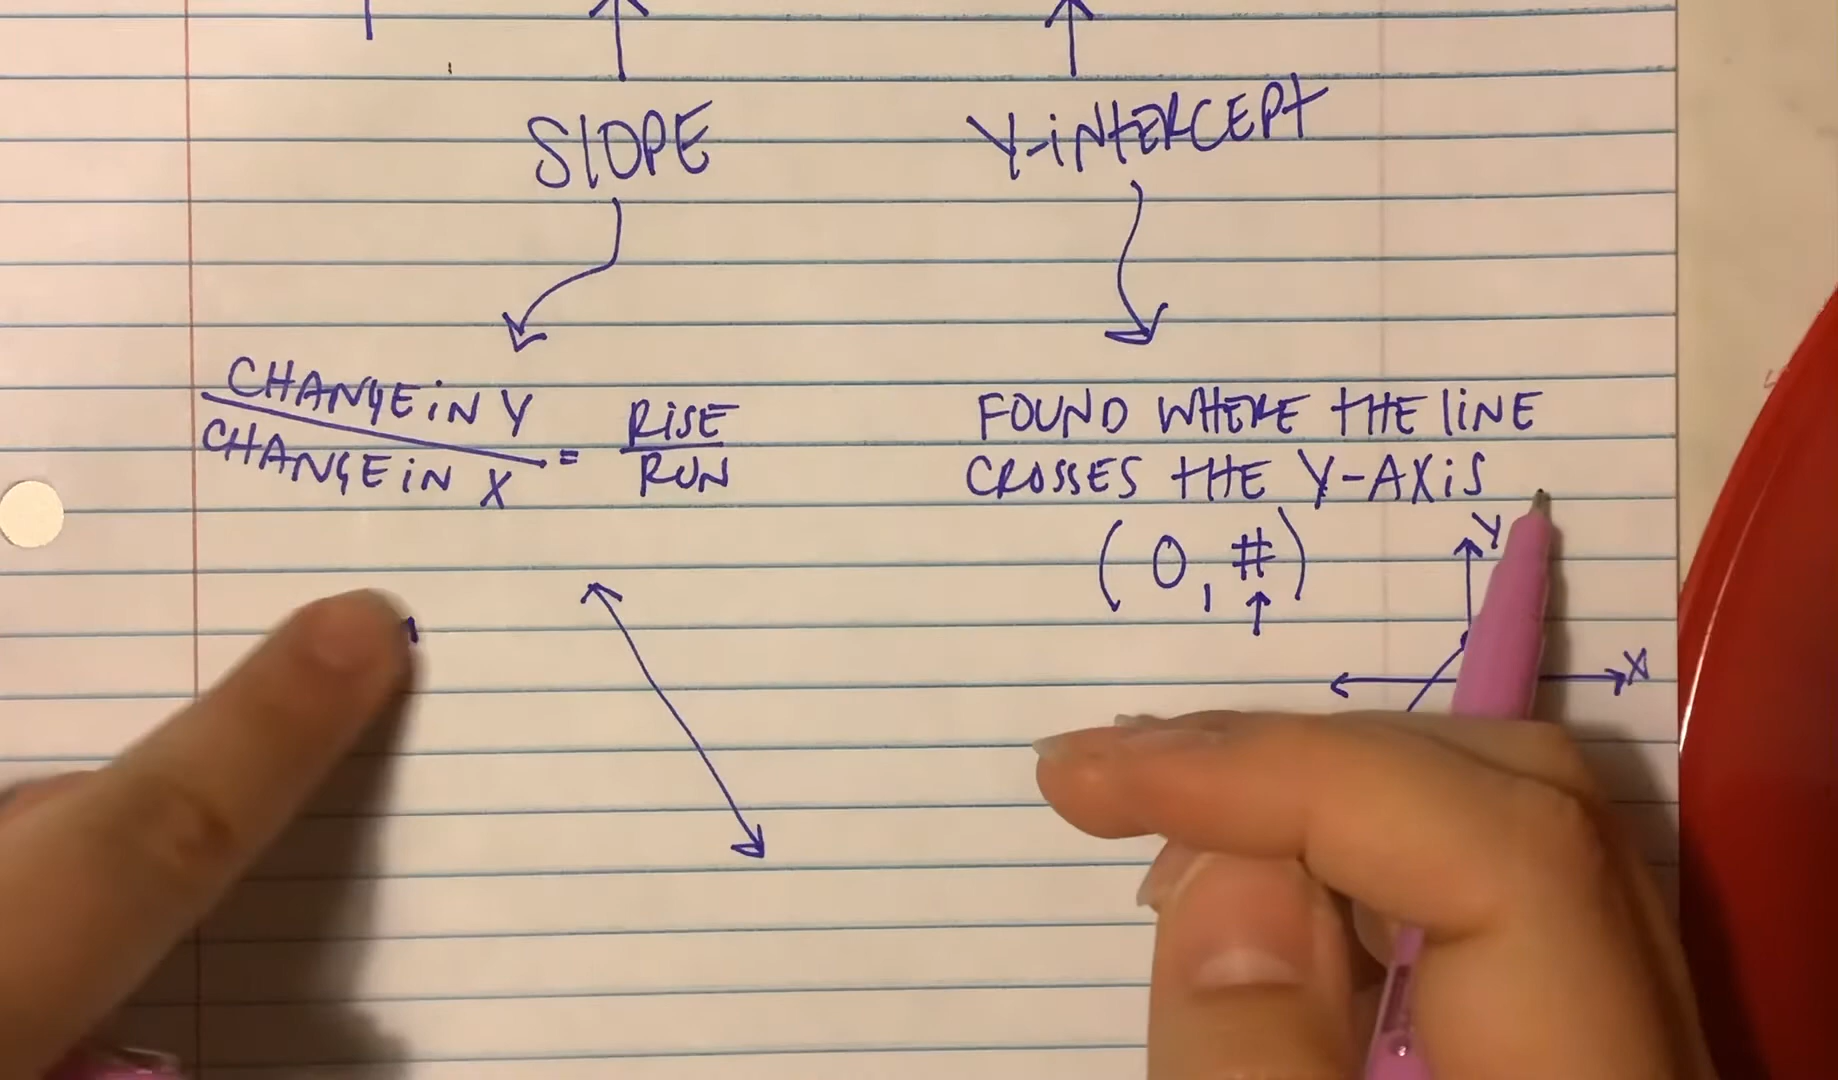 SLOPE
Y-INTERCEPT
CHANGE IN Y
CHANGE IN X
=
RISE
RUN
FOUND WHERE THE LINE
CROSSES THE Y-AXIS
(0, #)
Y
X